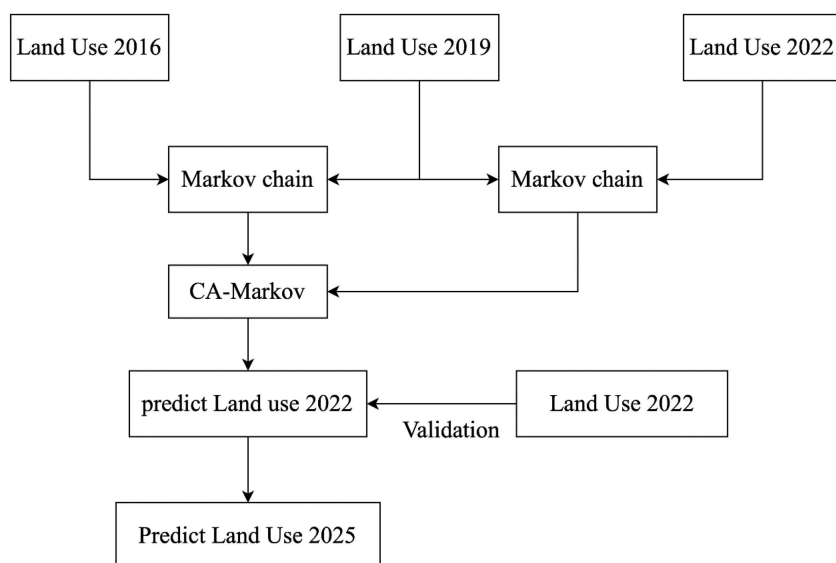 Land Use 2016
Land Use 2019
Land Use 2022
Markov chain
Markov chain
CA-Markov
predict Land use 2022
Land Use 2022
Validation
Predict Land Use 2025